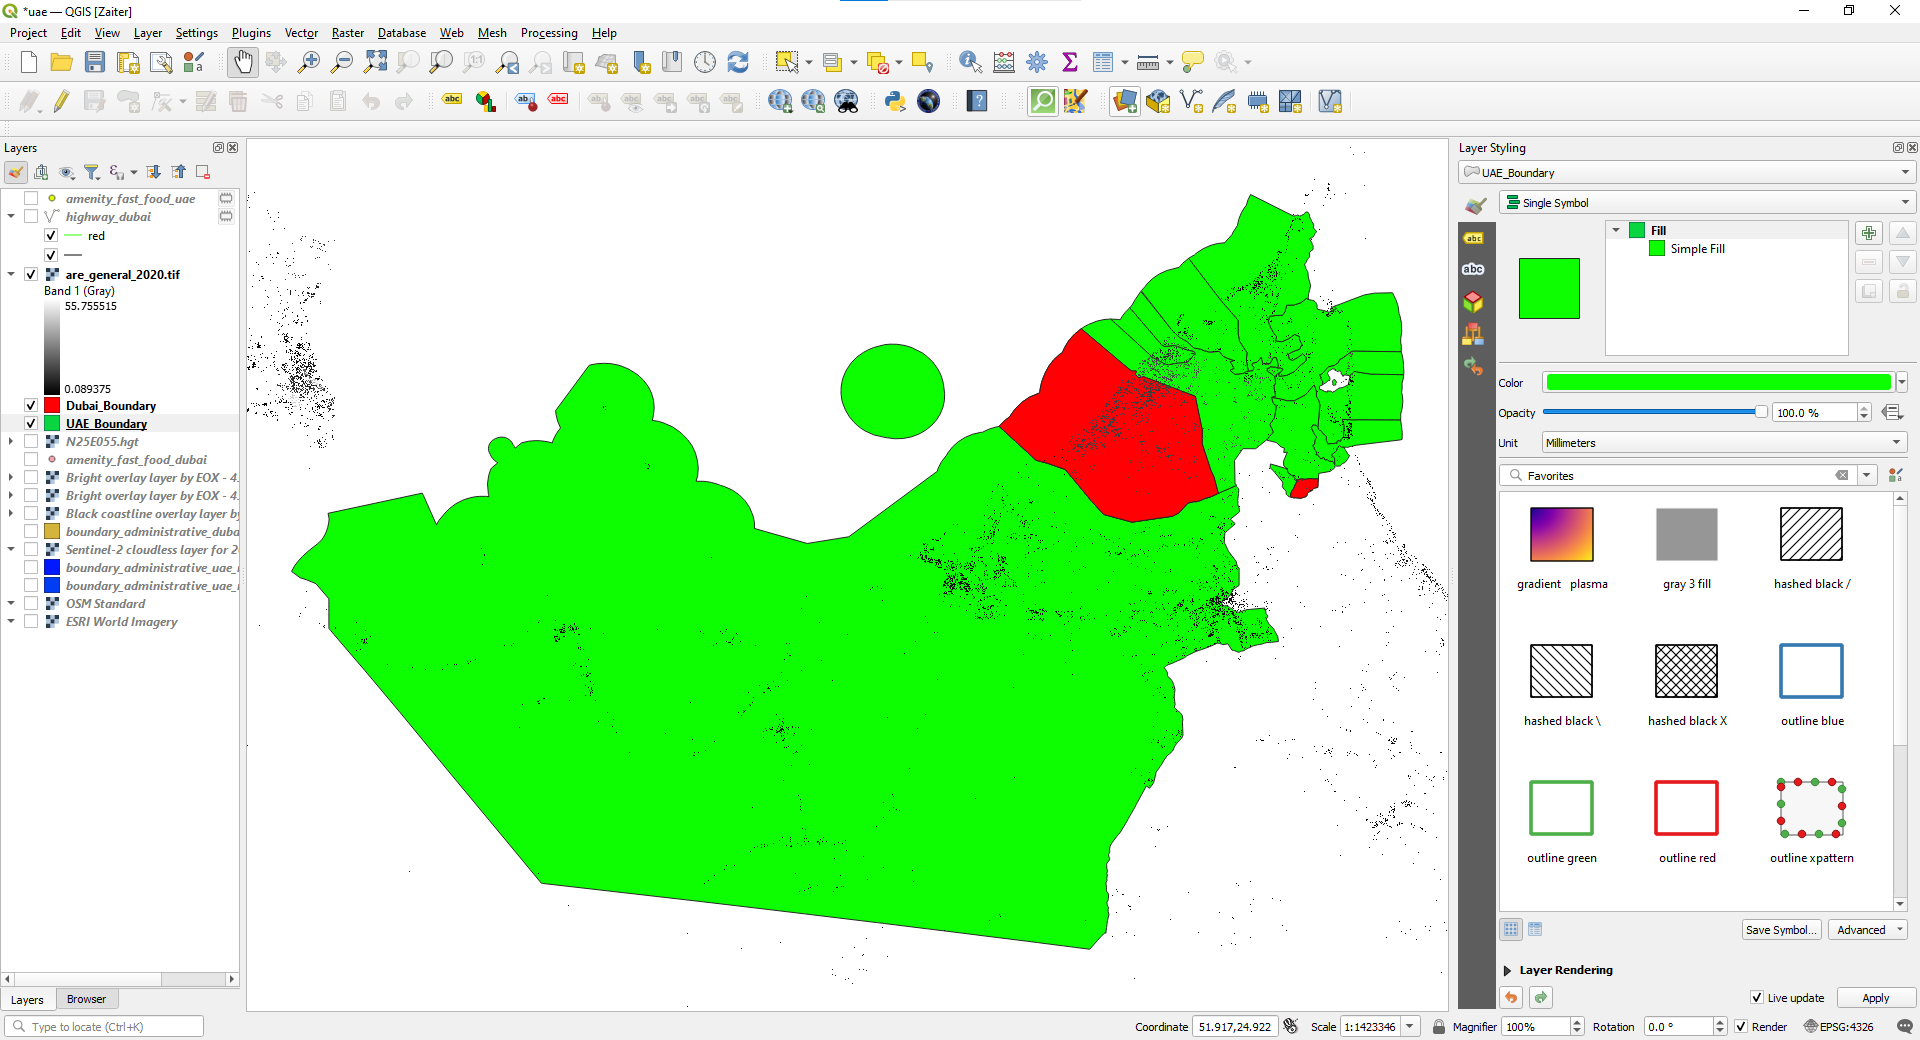 *uae — QGIS [Zaiter]
Project Edit View Layer Settings Plugins Vector Raster Database Web Mesh Processing Help
Layers
amenity_fast_food_uae
highway_dubai
red
are_general_2020.tif
Band 1 (Gray)
55.755515
0.089375
Dubai_Boundary
UAE_Boundary
N25E055.hgt
amenity_fast_food_dubai
Bright overlay layer by EOX - 4
Bright overlay layer by EOX - 4
Black coastline overlay layer by
boundary_administrative_duba
Sentinel-2 cloudless layer for 2
boundary_administrative_uae_
boundary_administrative_uae_
OSM Standard
ESRI World Imagery
Layers Browser
Type to locate (Ctrl+K)
Layer Styling
UAE_Boundary
Single Symbol
Fill
Simple Fill
Color
Opacity 100.0 %
Unit Millimeters
Favorites
gradient plasma gray 3 fill hashed black /
hashed black \ hashed black X outline blue
outline green outline red outline xpattern
Save Symbol... Advanced
Layer Rendering
Live update Apply
Coordinate 51.917,24.922 Scale 1:1423346 Magnifier 100% Rotation 0.0 ° Render EPSG:4326